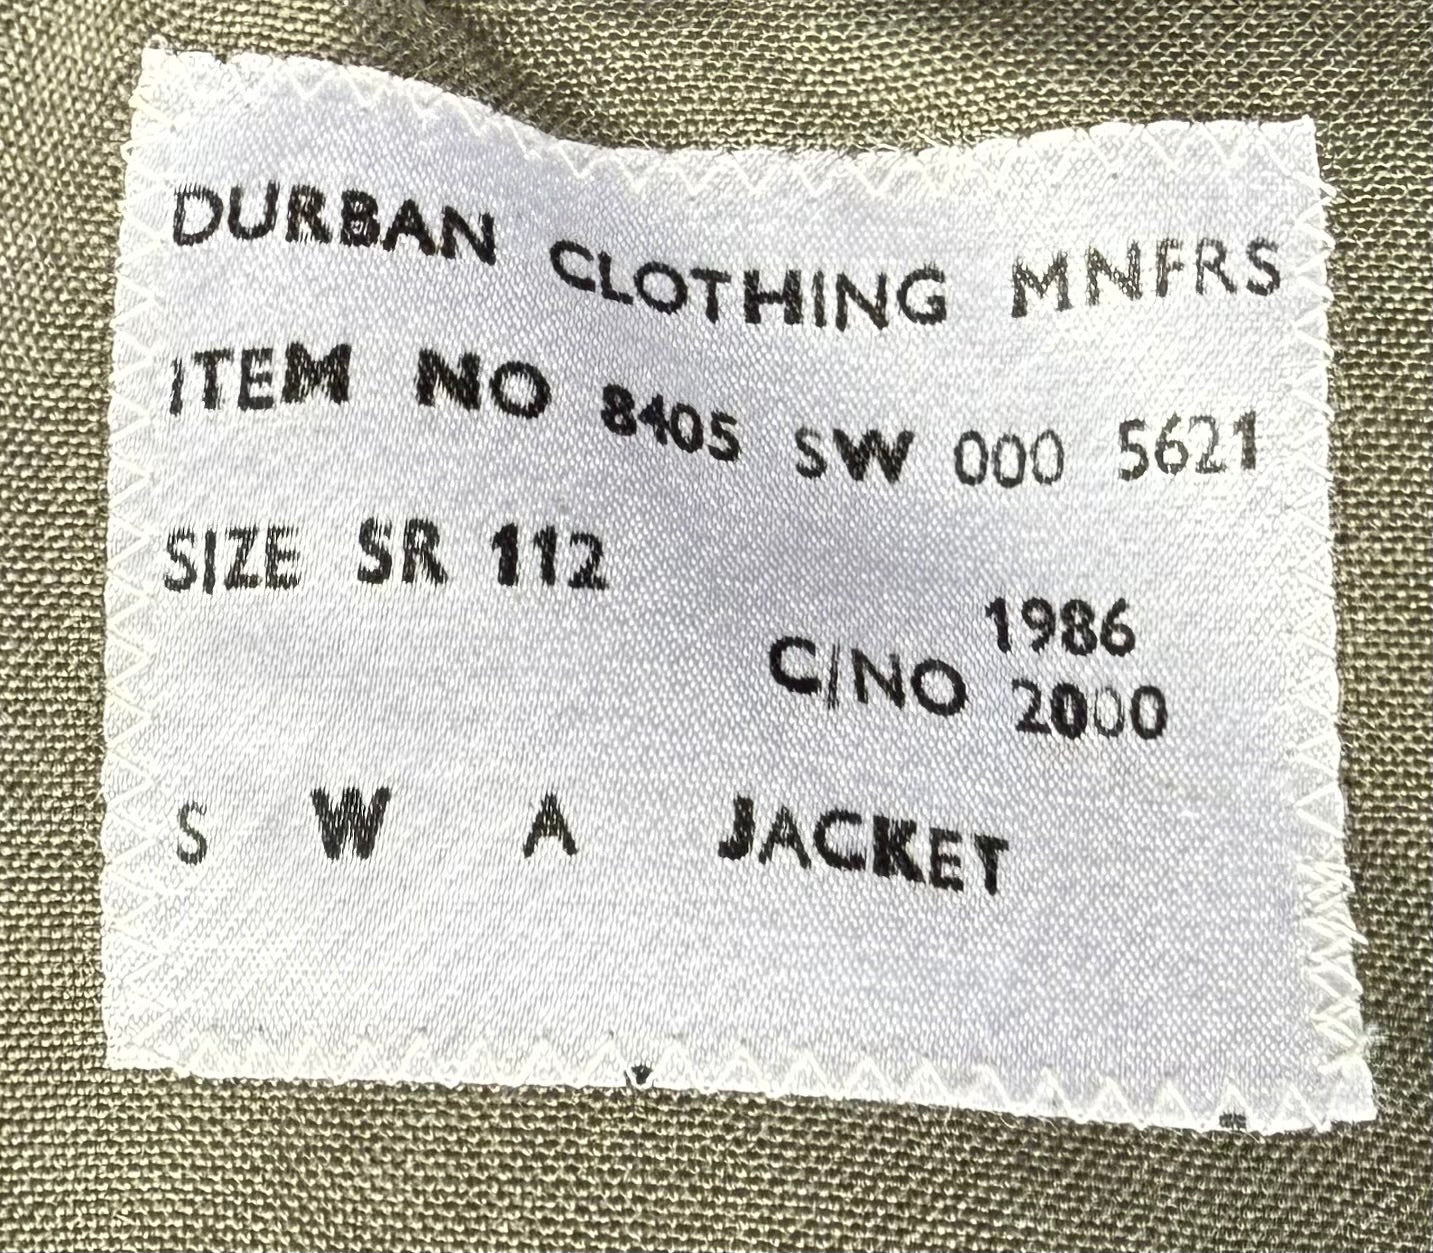 DURBAN CLOTHING MNFRS
ITEM NO 8405 SW 000 5621
SIZE SR 112
1986
C/NO 2000
S W A JACKET